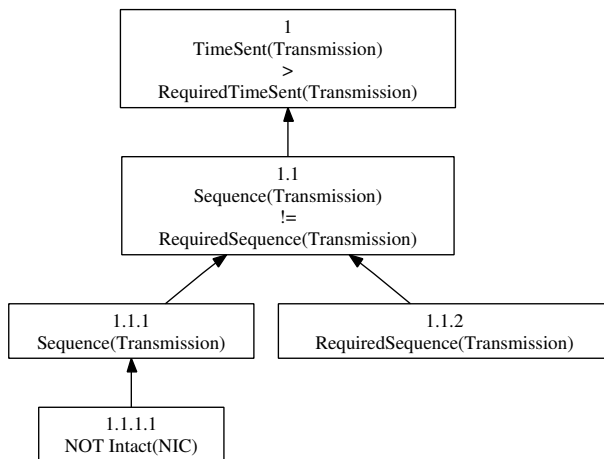 1
TimeSent(Transmission)
>
RequiredTimeSent(Transmission)
1.1
Sequence(Transmission)
!=
RequiredSequence(Transmission)
1.1.1
Sequence(Transmission)
1.1.2
RequiredSequence(Transmission)
1.1.1.1
NOT Intact(NIC)